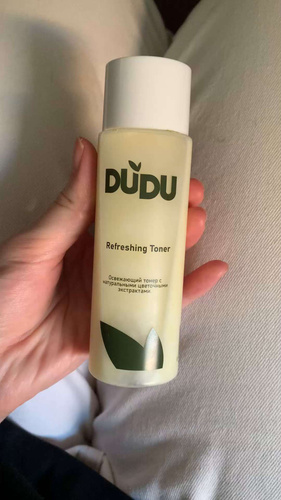 DUDU
Refreshing Toner
Освежающий тонер с
натуральными цветочными
экстрактами